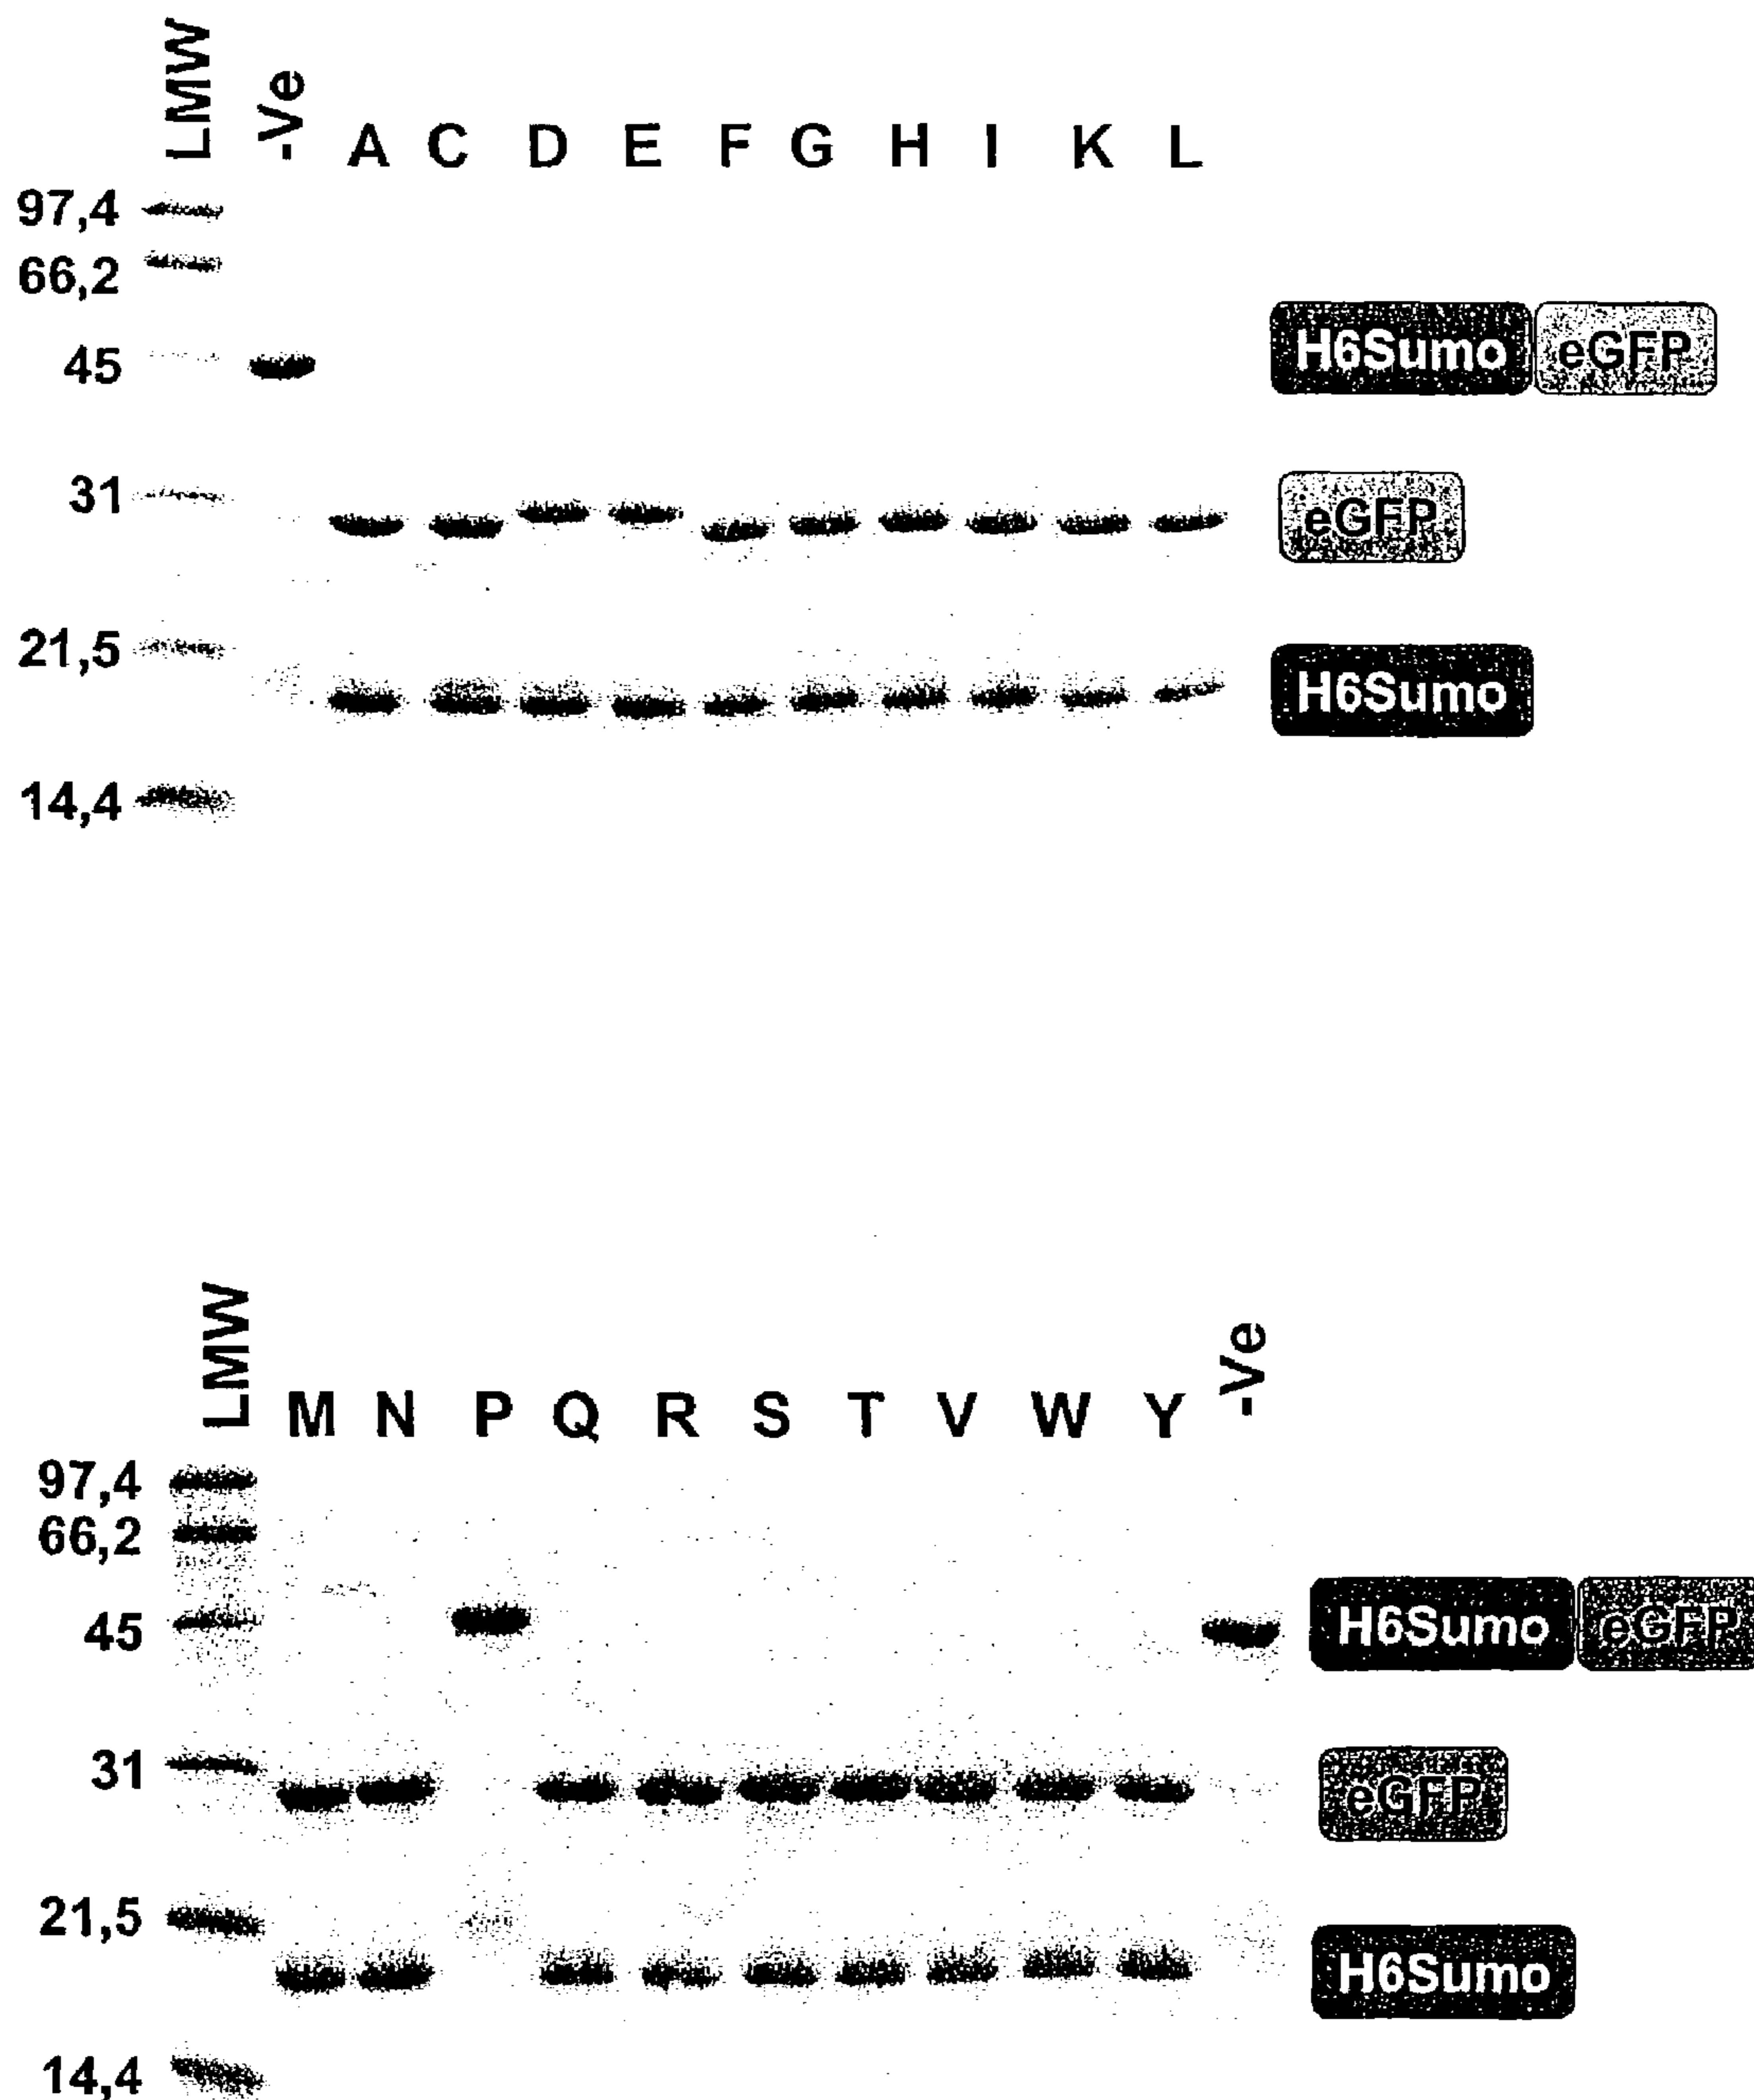 LMW -Ve A C D E F G H I K L
97,4
66,2
45 H6Sumo eGFP
31 eGFP
21,5 H6Sumo
14,4
LMW M N P Q R S T V W Y -Ve
97,4
66,2
45 H6Sumo eGFP
31 eGFP
21,5 H6Sumo
14,4